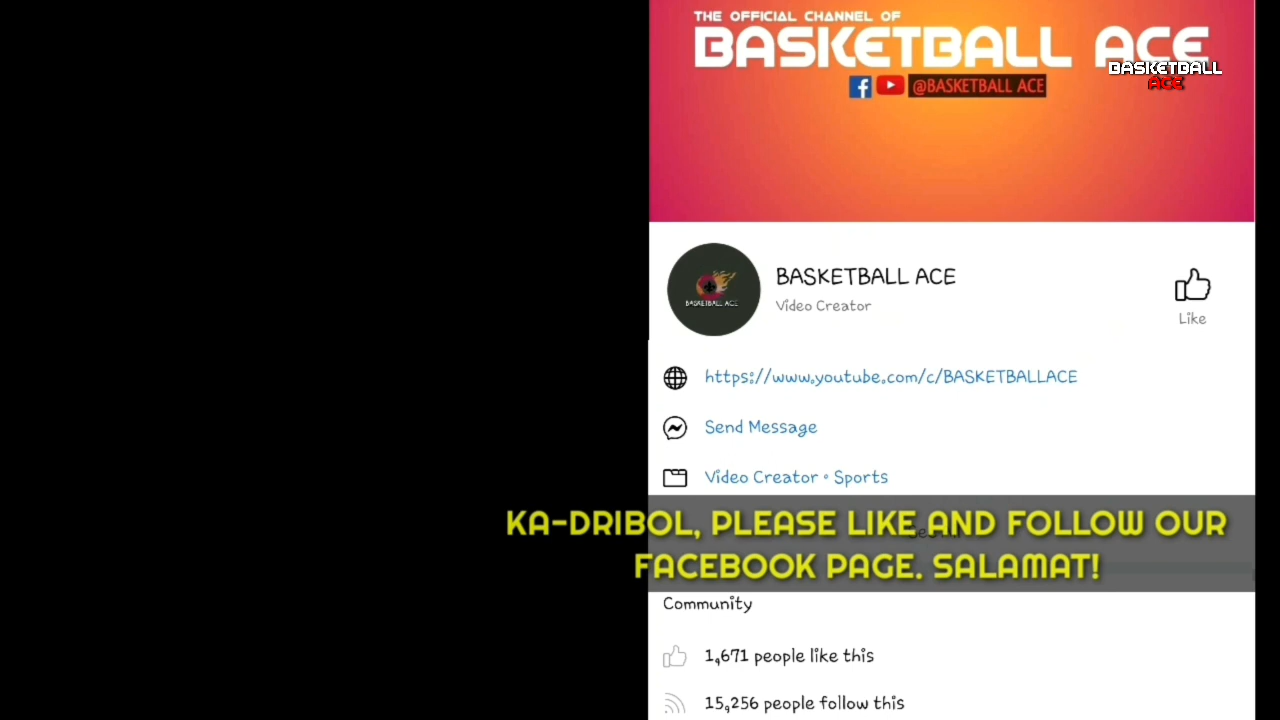 THE OFFICIAL CHANNEL OF
BASKETBALL ACE
@BASKETBALL ACE
BASKETBALL
ACE
BASKETBALL ACE
BASKETBALL ACE
Video Creator
Like
https://www.youtube.com/c/BASKETBALLACE
Send Message
Video Creator • Sports
KA-DRIBOL, PLEASE LIKE AND FOLLOW OUR
FACEBOOK PAGE. SALAMAT!
Community
1,671 people like this
15,256 people follow this